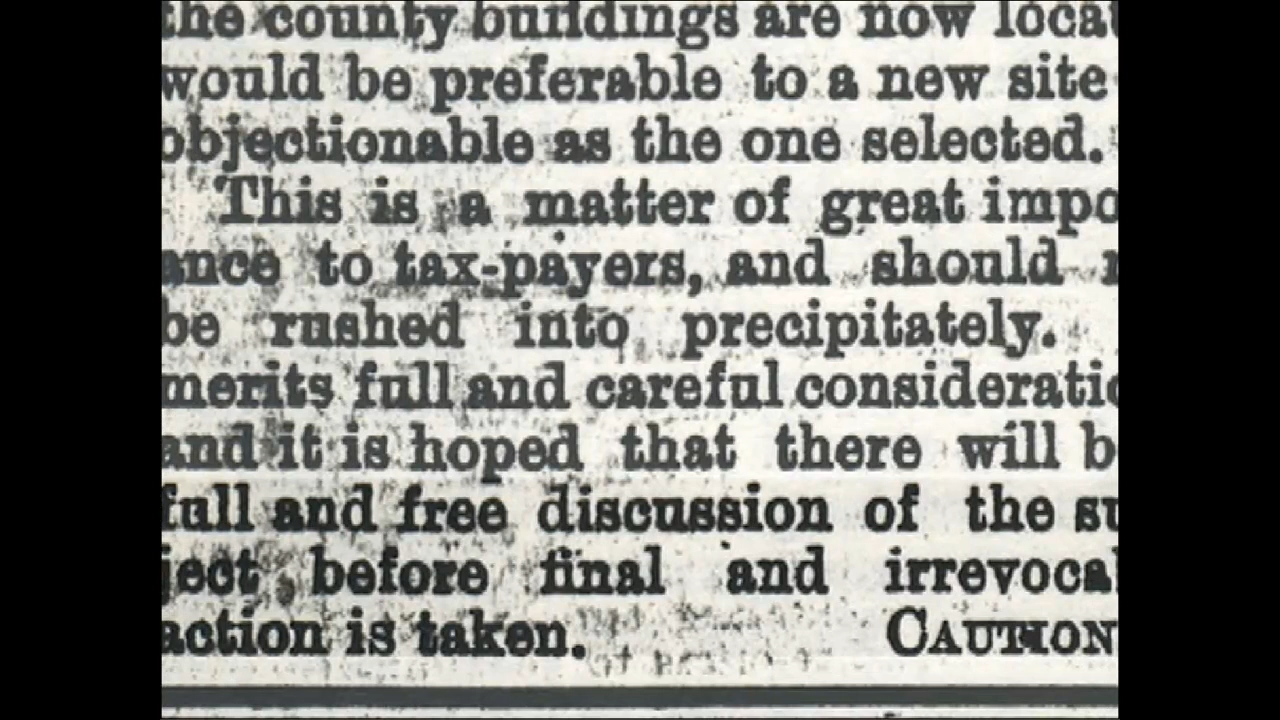 the county buildings are now locat
would be preferable to a new site
objectionable as the one selected.
This is a matter of great impo
ance to tax-payers, and should
be rushed into precipitately.
merits full and careful consideratio
and it is hoped that there will b
full and free discussion of the su
ject before final and irrevocal
action is taken. CAUTION